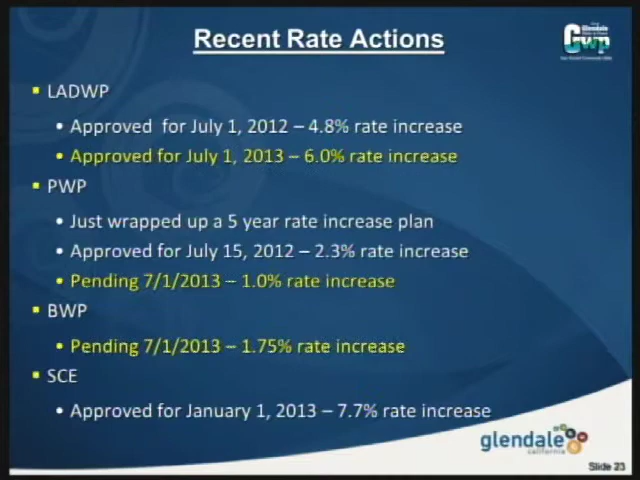 Recent Rate Actions
Glendale
GWP
LADWP
• Approved for July 1, 2012 – 4.8% rate increase
• Approved for July 1, 2013 – 6.0% rate increase
PWP
• Just wrapped up a 5 year rate increase plan
• Approved for July 15, 2012 – 2.3% rate increase
• Pending 7/1/2013 – 1.0% rate increase
BWP
• Pending 7/1/2013 – 1.75% rate increase
SCE
• Approved for January 1, 2013 – 7.7% rate increase
glendale
california
Slide 23